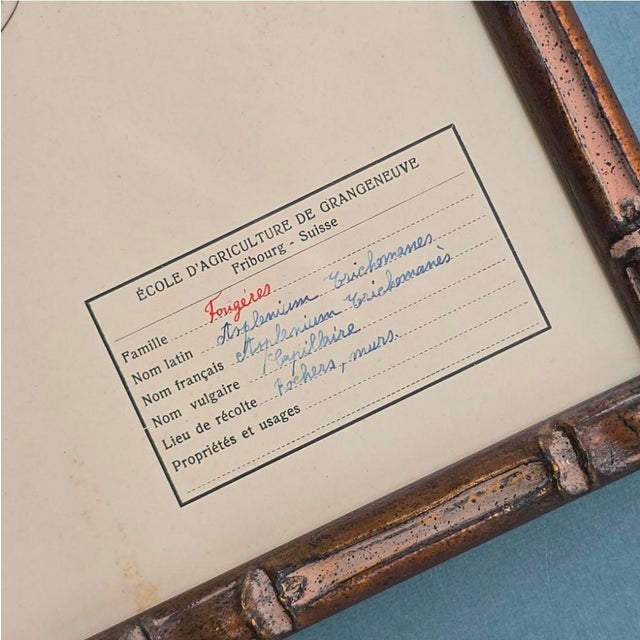 ÉCOLE D'AGRICULTURE DE GRANGENEUVE
Fribourg - Suisse
Famille Fougères
Nom latin Asplenium Trichomanes
Nom français Asplenium Trichomanès
Nom vulgaire Capillaire
Lieu de récolte Rochers, murs.
Propriétés et usages